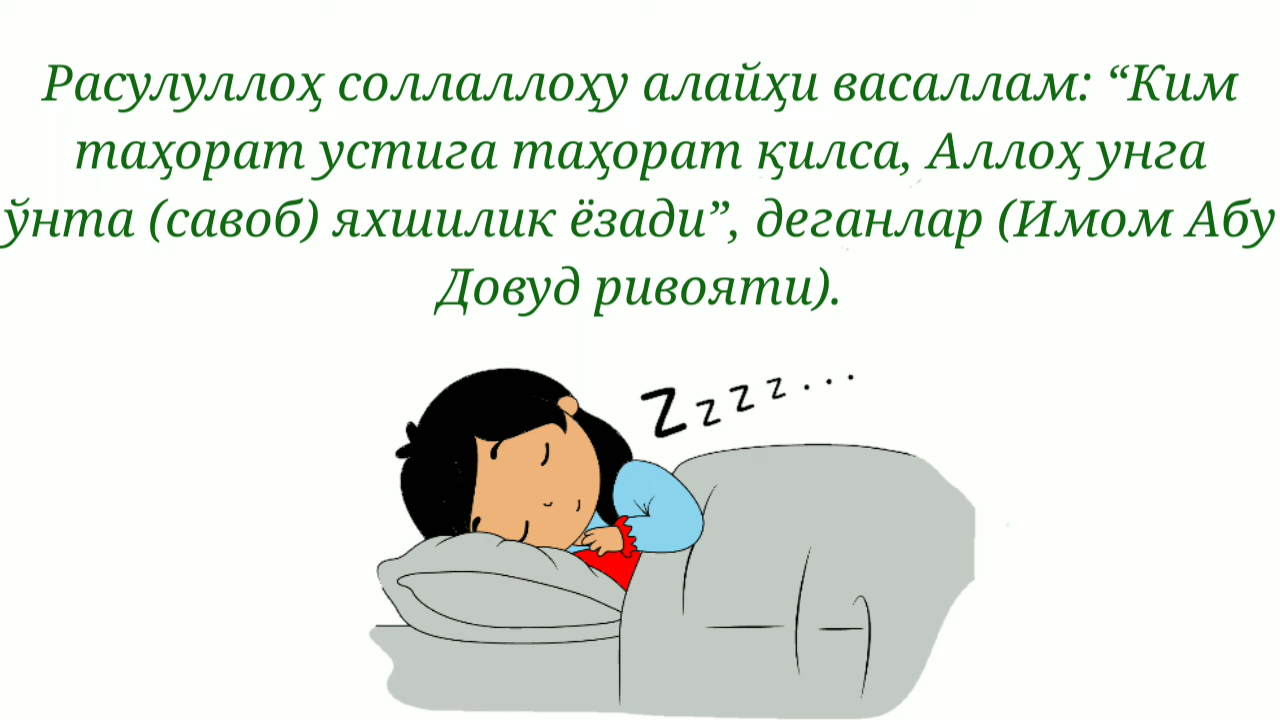 Расулуллоҳ соллаллоҳу алайҳи васаллам: “Ким
таҳорат устига таҳорат қилса, Аллоҳ унга
ўнта (савоб) яхшилик ёзади”, деганлар (Имом Абу
Довуд ривояти).
Zzzz...